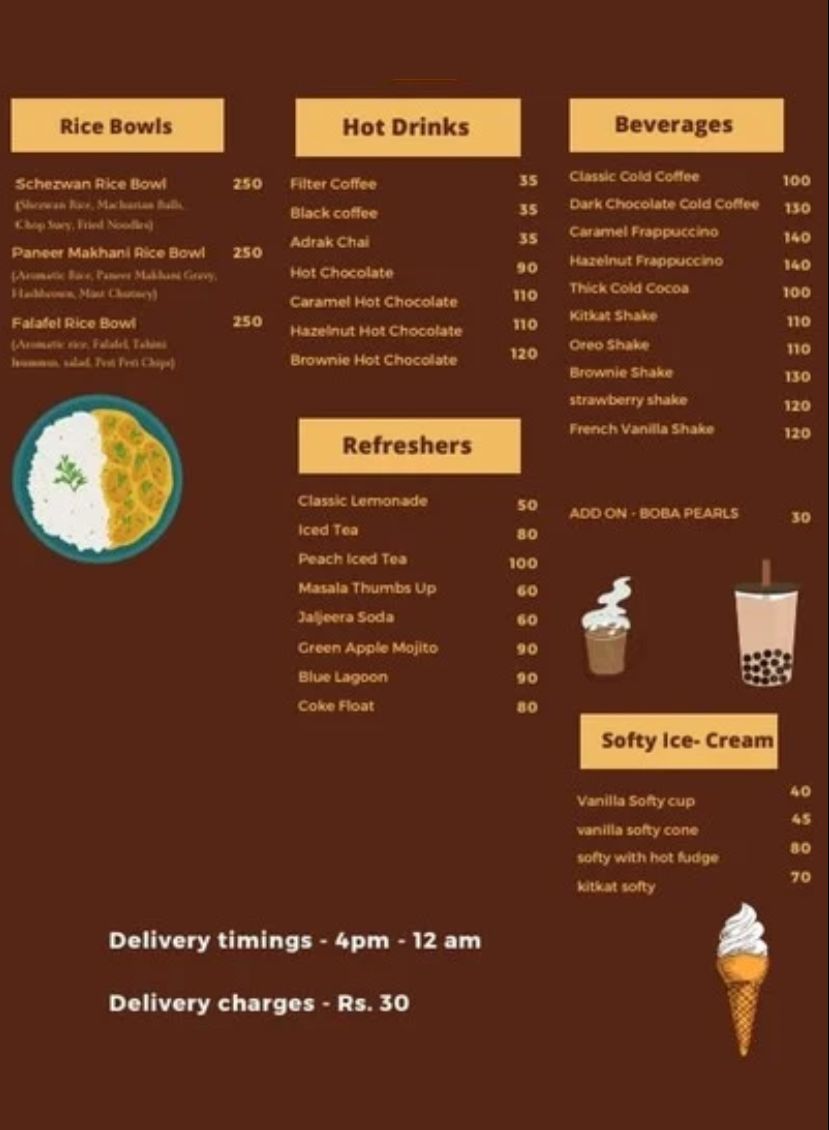 Rice Bowls
Schezwan Rice Bowl 250
(Shezwan Rice, Machurian Balls,
Chop Suey, Fried Noodles)
Paneer Makhani Rice Bowl 250
(Aromatic Rice, Paneer Makhani Gravy,
Hashbrown, Mint Chutney)
Falafel Rice Bowl 250
(Aromatic rice, Falafel, Tahini
hummus, salad, Peri Peri Chips)
Hot Drinks
Filter Coffee 35
Black coffee 35
Adrak Chai 35
Hot Chocolate 90
Caramel Hot Chocolate 110
Hazelnut Hot Chocolate 110
Brownie Hot Chocolate 120
Refreshers
Classic Lemonade 50
Iced Tea 80
Peach Iced Tea 100
Masala Thumbs Up 60
Jaljeera Soda 60
Green Apple Mojito 90
Blue Lagoon 90
Coke Float 80
Beverages
Classic Cold Coffee 100
Dark Chocolate Cold Coffee 130
Caramel Frappuccino 140
Hazelnut Frappuccino 140
Thick Cold Cocoa 100
Kitkat Shake 110
Oreo Shake 110
Brownie Shake 130
strawberry shake 120
French Vanilla Shake 120
ADD ON - BOBA PEARLS 30
Softy Ice- Cream
Vanilla Softy cup 40
vanilla softy cone 45
softy with hot fudge 80
kitkat softy 70
Delivery timings - 4pm - 12 am
Delivery charges - Rs. 30